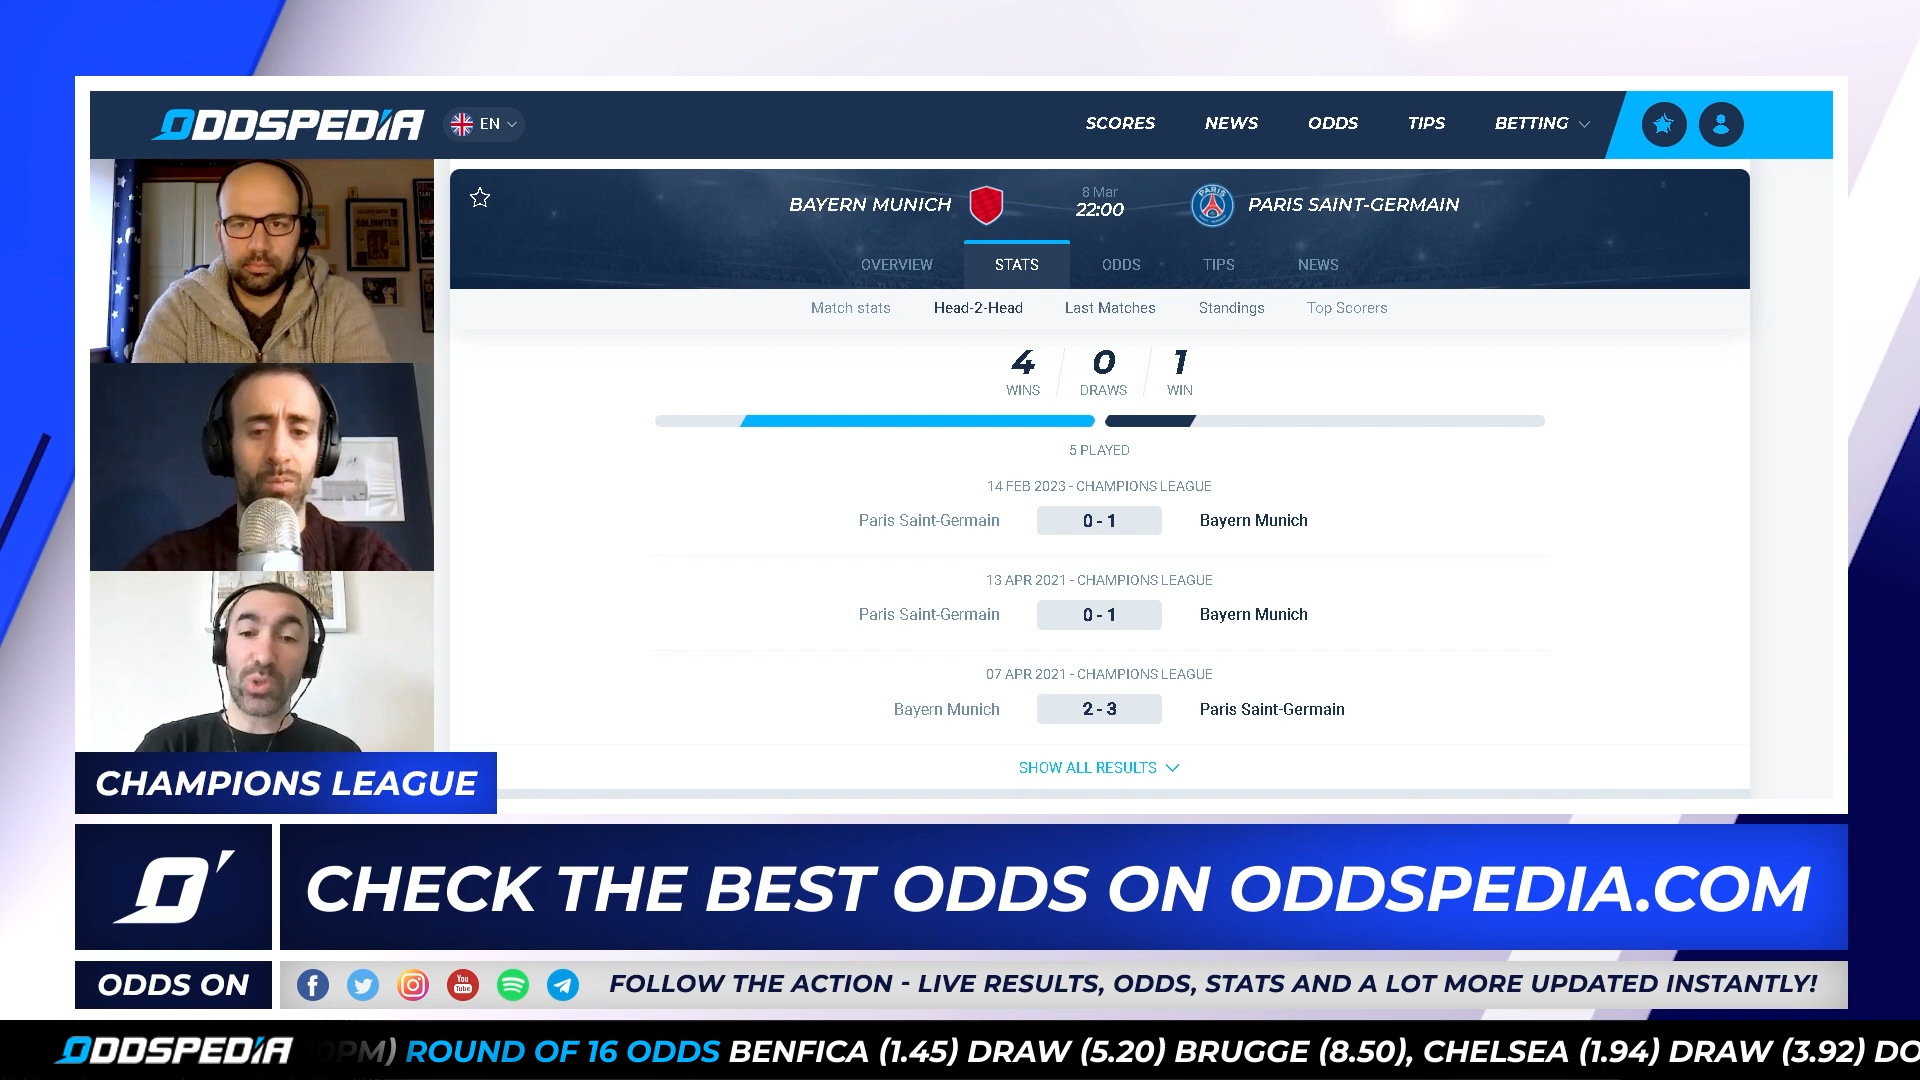 ODDSPEDIA
EN
SCORES NEWS ODDS TIPS BETTING
BAYERN MUNICH 8 Mar 22:00 PARIS SAINT-GERMAIN
PARIS
OVERVIEW STATS ODDS TIPS NEWS
Match stats Head-2-Head Last Matches Standings Top Scorers
4 0 1
WINS DRAWS WIN
5 PLAYED
14 FEB 2023 - CHAMPIONS LEAGUE
Paris Saint-Germain 0 - 1 Bayern Munich
13 APR 2021 - CHAMPIONS LEAGUE
Paris Saint-Germain 0 - 1 Bayern Munich
07 APR 2021 - CHAMPIONS LEAGUE
Bayern Munich 2 - 3 Paris Saint-Germain
SHOW ALL RESULTS
CHAMPIONS LEAGUE
O' CHECK THE BEST ODDS ON ODDSPEDIA.COM
ODDS ON You Tube FOLLOW THE ACTION - LIVE RESULTS, ODDS, STATS AND A LOT MORE UPDATED INSTANTLY!
ODDSPEDIA 0PM) ROUND OF 16 ODDS BENFICA (1.45) DRAW (5.20) BRUGGE (8.50), CHELSEA (1.94) DRAW (3.92) DO